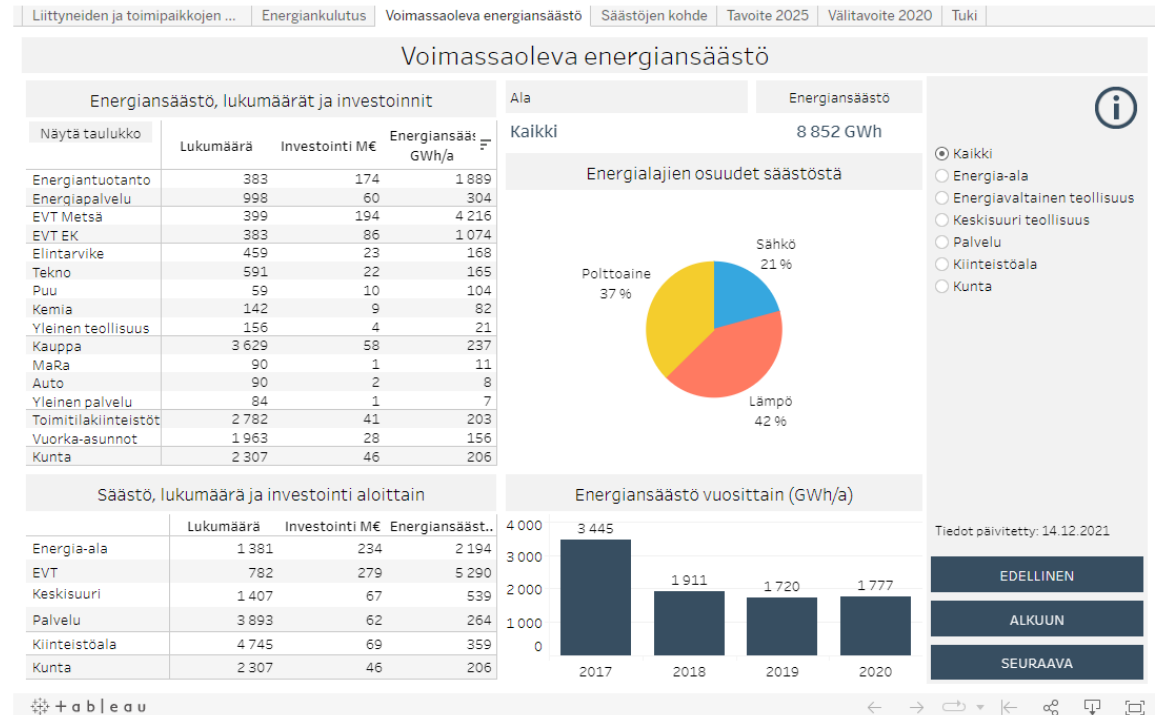 Liittyneiden ja toimipaikkojen ... Energiankulutus Voimassaoleva energiansäästö Säästöjen kohde Tavoite 2025 Välitavoite 2020 Tuki
Voimassaoleva energiansäästö
Energiansäästö, lukumäärät ja investoinnit
Näytä taulukko Lukumäärä Investointi M€ Energiansääs
GWh/a
Energiantuotanto 383 174 1 889
Energiapalvelu 998 60 304
EVT Metsä 399 194 4 216
EVT EK 383 86 1 074
Elintarvike 459 23 168
Tekno 591 22 165
Puu 59 10 104
Kemia 142 9 82
Yleinen teollisuus 156 4 21
Kauppa 3 629 58 237
MaRa 90 1 11
Auto 90 2 8
Yleinen palvelu 84 1 7
Toimitilakiinteistöt 2 782 41 203
Vuorka-asunnot 1 963 28 156
Kunta 2 307 46 206
Säästö, lukumäärä ja investointi aloittain
Lukumäärä Investointi M€ Energiansääst..
Energia-ala 1 381 234 2 194
EVT 782 279 5 290
Keskisuuri 1 407 67 539
Palvelu 3 893 62 264
Kiinteistöala 4 745 69 359
Kunta 2 307 46 206
Ala Energiansäästö
Kaikki 8 852 GWh
Energialajien osuudet säästöstä
Sähkö
21 %
Polttoaine
37 %
Lämpö
42 %
Energiansäästö vuosittain (GWh/a)
4 000
3 000
2 000
1 000
0
3 445
1 911
1 720
1 777
2017 2018 2019 2020
Kaikki
Energia-ala
Energiavaltainen teollisuus
Keskisuuri teollisuus
Palvelu
Kiinteistöala
Kunta
Tiedot päivitetty: 14.12.2021
EDELLINEN
ALKUUN
SEURAAVA
+ableau